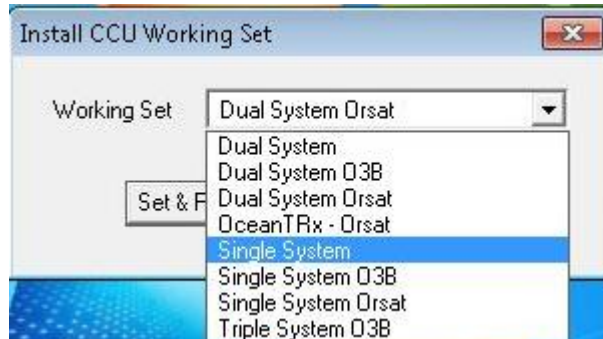 Install CCU Working Set
Working Set Dual System Orsat
Dual System
Dual System O3B
Dual System Orsat
Set & F
OceanTRx - Orsat
Single System
Single System O3B
Single System Orsat
Triple System O3B